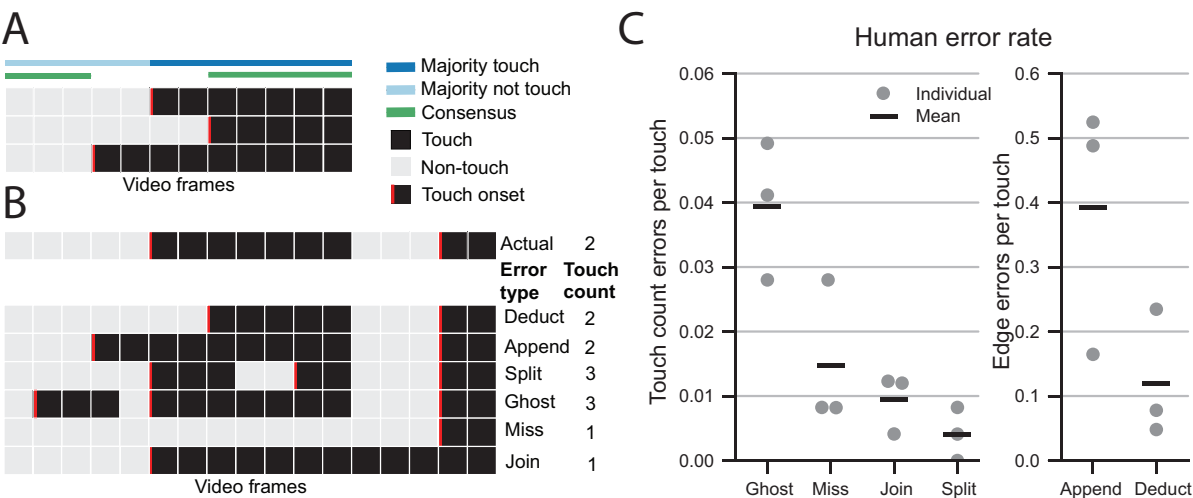 A
Majority touch
Majority not touch
Consensus
Touch
Non-touch
Touch onset
Video frames
B
Actual 2
Error type Touch count
Deduct 2
Append 2
Split 3
Ghost 3
Miss 1
Join 1
Video frames
C
Human error rate
Touch count errors per touch
0.06
0.05
0.04
0.03
0.02
0.01
0.00
Individual
Mean
Ghost Miss Join Split
Edge errors per touch
0.6
0.5
0.4
0.3
0.2
0.1
0.0
Append Deduct